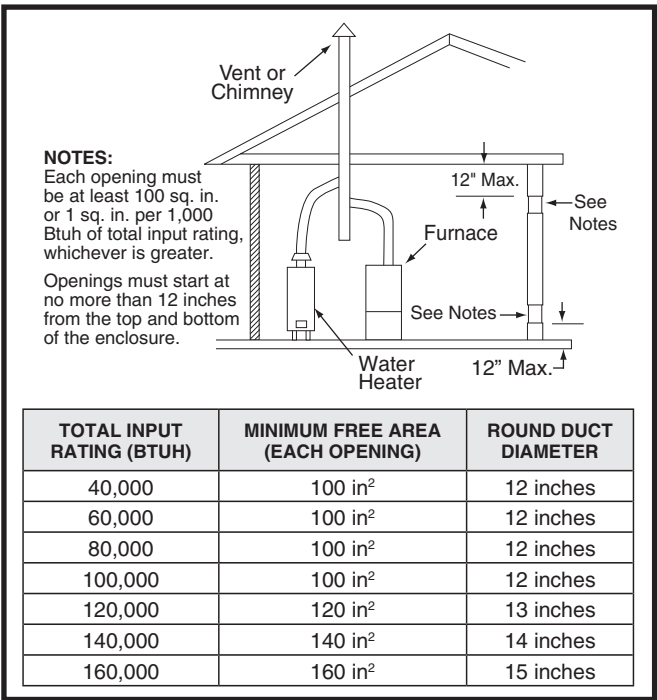 Vent or
Chimney
NOTES:
Each opening must
be at least 100 sq. in.
or 1 sq. in. per 1,000
Btuh of total input rating,
whichever is greater.
Openings must start at
no more than 12 inches
from the top and bottom
of the enclosure.
12" Max.
See
Notes
Furnace
See Notes
Water
Heater
12” Max.
TOTAL INPUT
RATING (BTUH)
MINIMUM FREE AREA
(EACH OPENING)
ROUND DUCT
DIAMETER
40,000 100 in² 12 inches
60,000 100 in² 12 inches
80,000 100 in² 12 inches
100,000 100 in² 12 inches
120,000 120 in² 13 inches
140,000 140 in² 14 inches
160,000 160 in² 15 inches